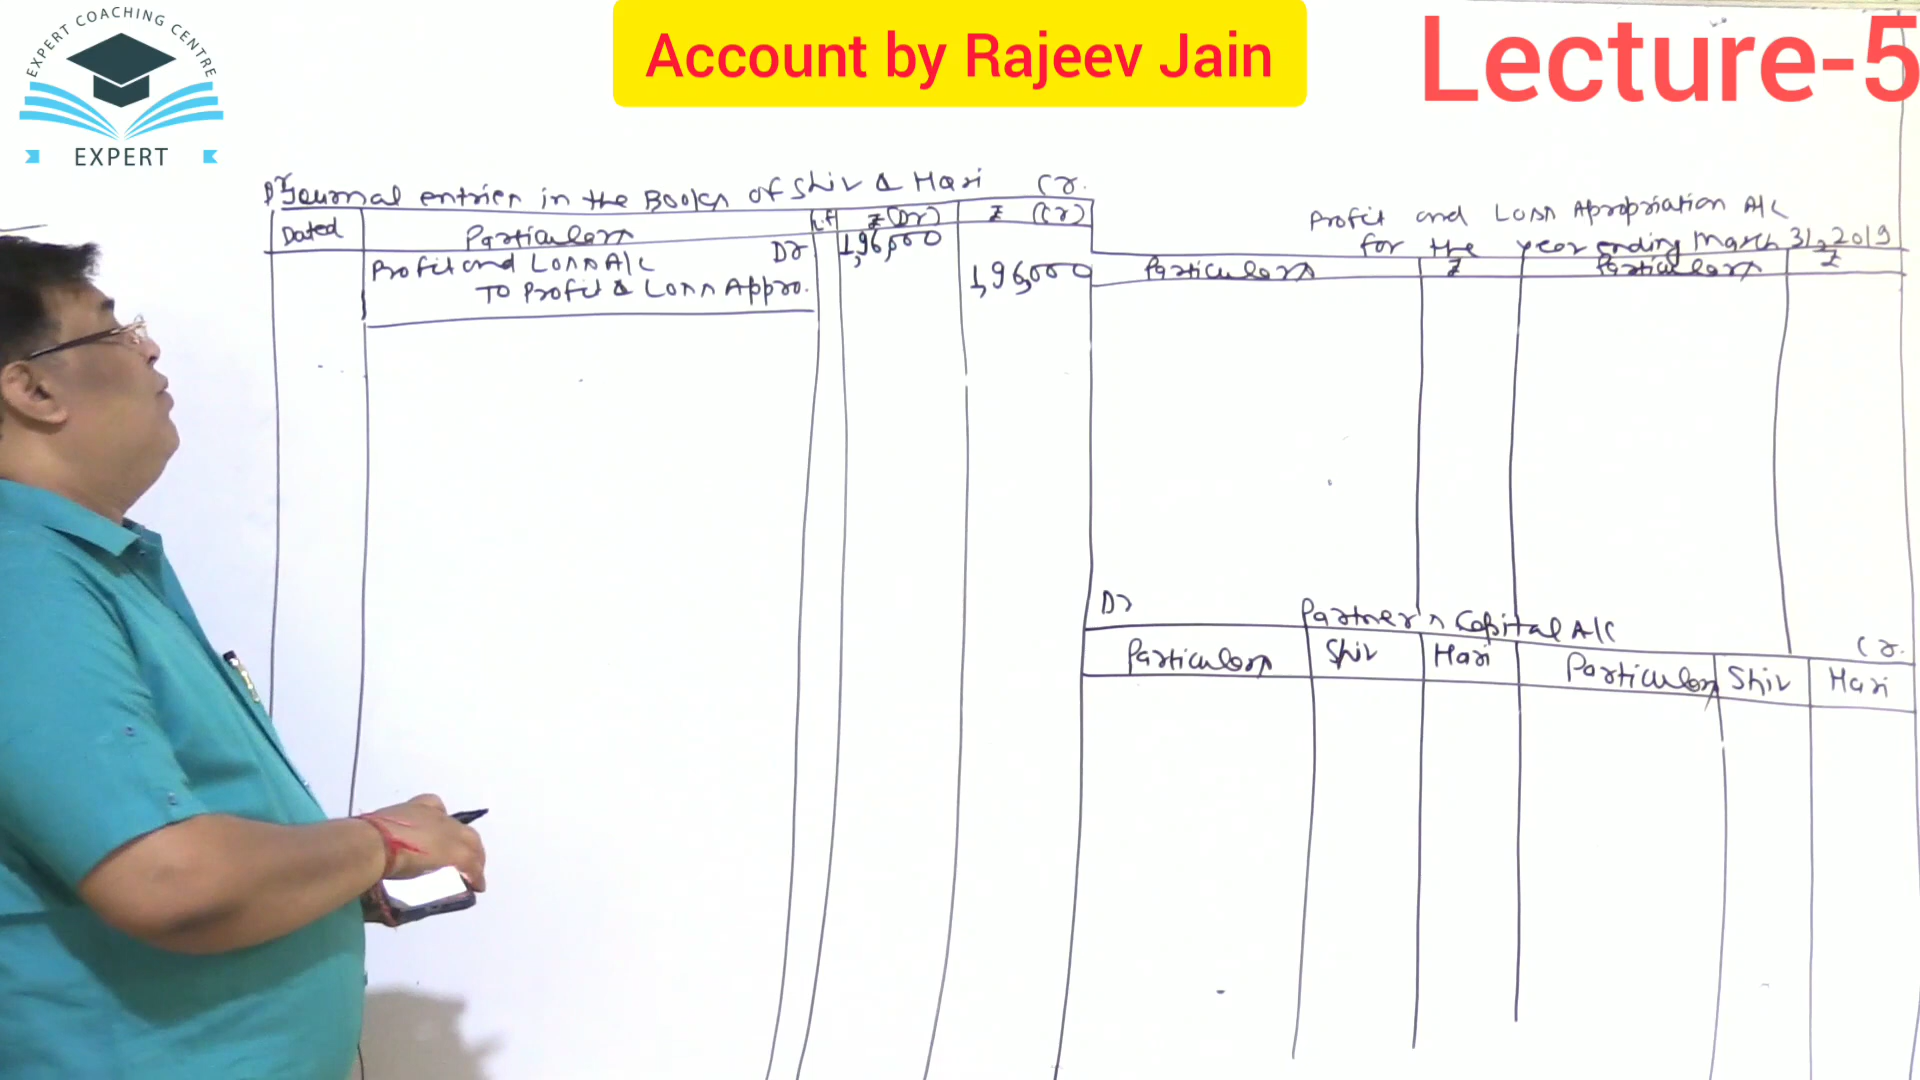 EXPERT COACHING CENTRE
EXPERT
Account by Rajeev Jain
Lecture-5
Dr Journal entries in the Books of Shiv & Hari Cr.
Dated Particulars L.F ₹ (Dr) ₹ (Cr)
Profit and Loss A/c Dr 1,96,000
To Profit & Loss Appro. 1,96,000
Profit and Loss Apropriation A/c
for the year ending March 31, 2019
Particulars ₹ Particulars ₹
Dr Partner's Capital A/c Cr.
Particulars Shiv Hari Particulars Shiv Hari